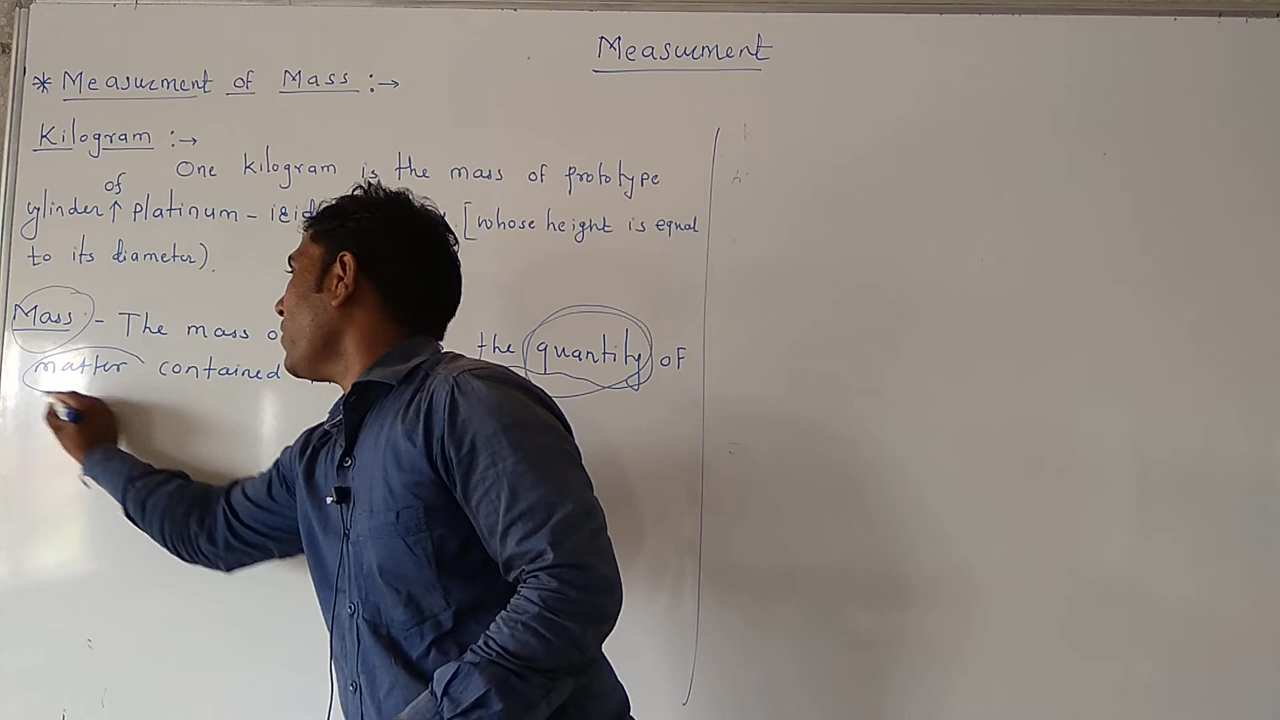 Measurment
* Measurment of Mass :→
Kilogram :→
One kilogram is the mass of prototype
of
cylinder ↑ platinum - [whose height is equal
to its diameter).
Mass :- The mass the quantity of
matter contained